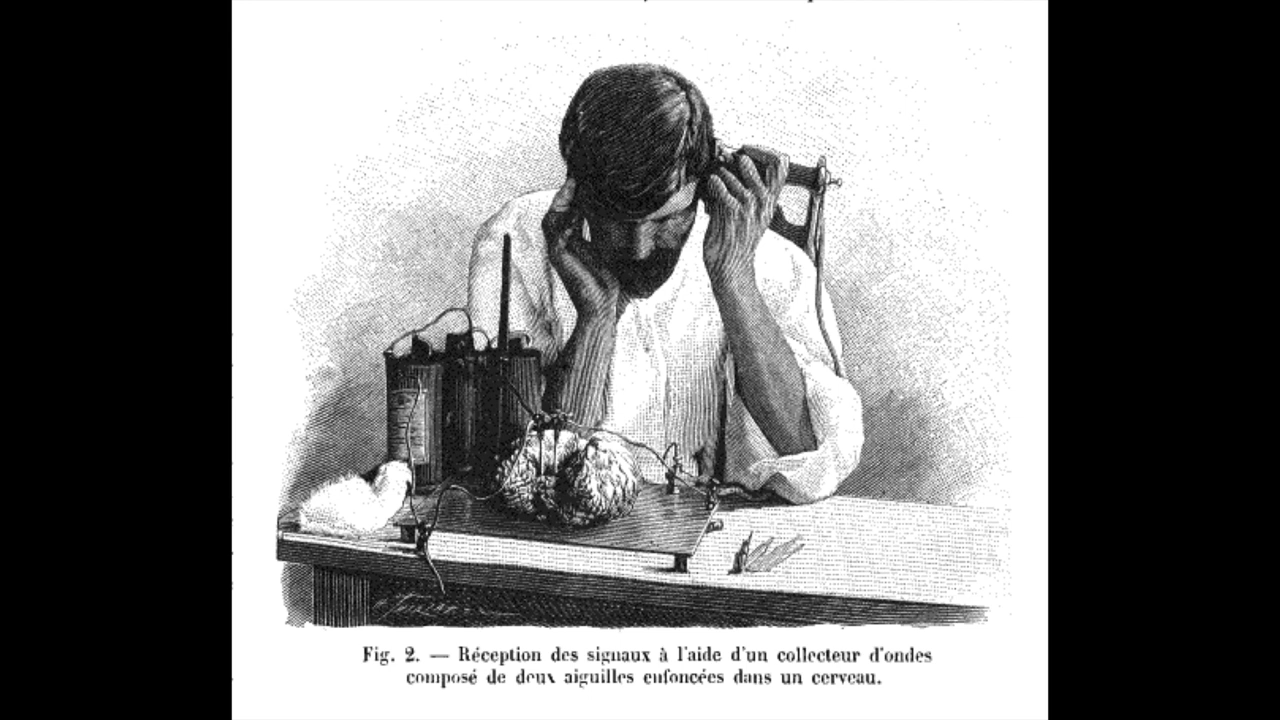 Fig. 2. — Réception des signaux à l'aide d'un collecteur d'ondes
composé de deux aiguilles enfoncées dans un cerveau.